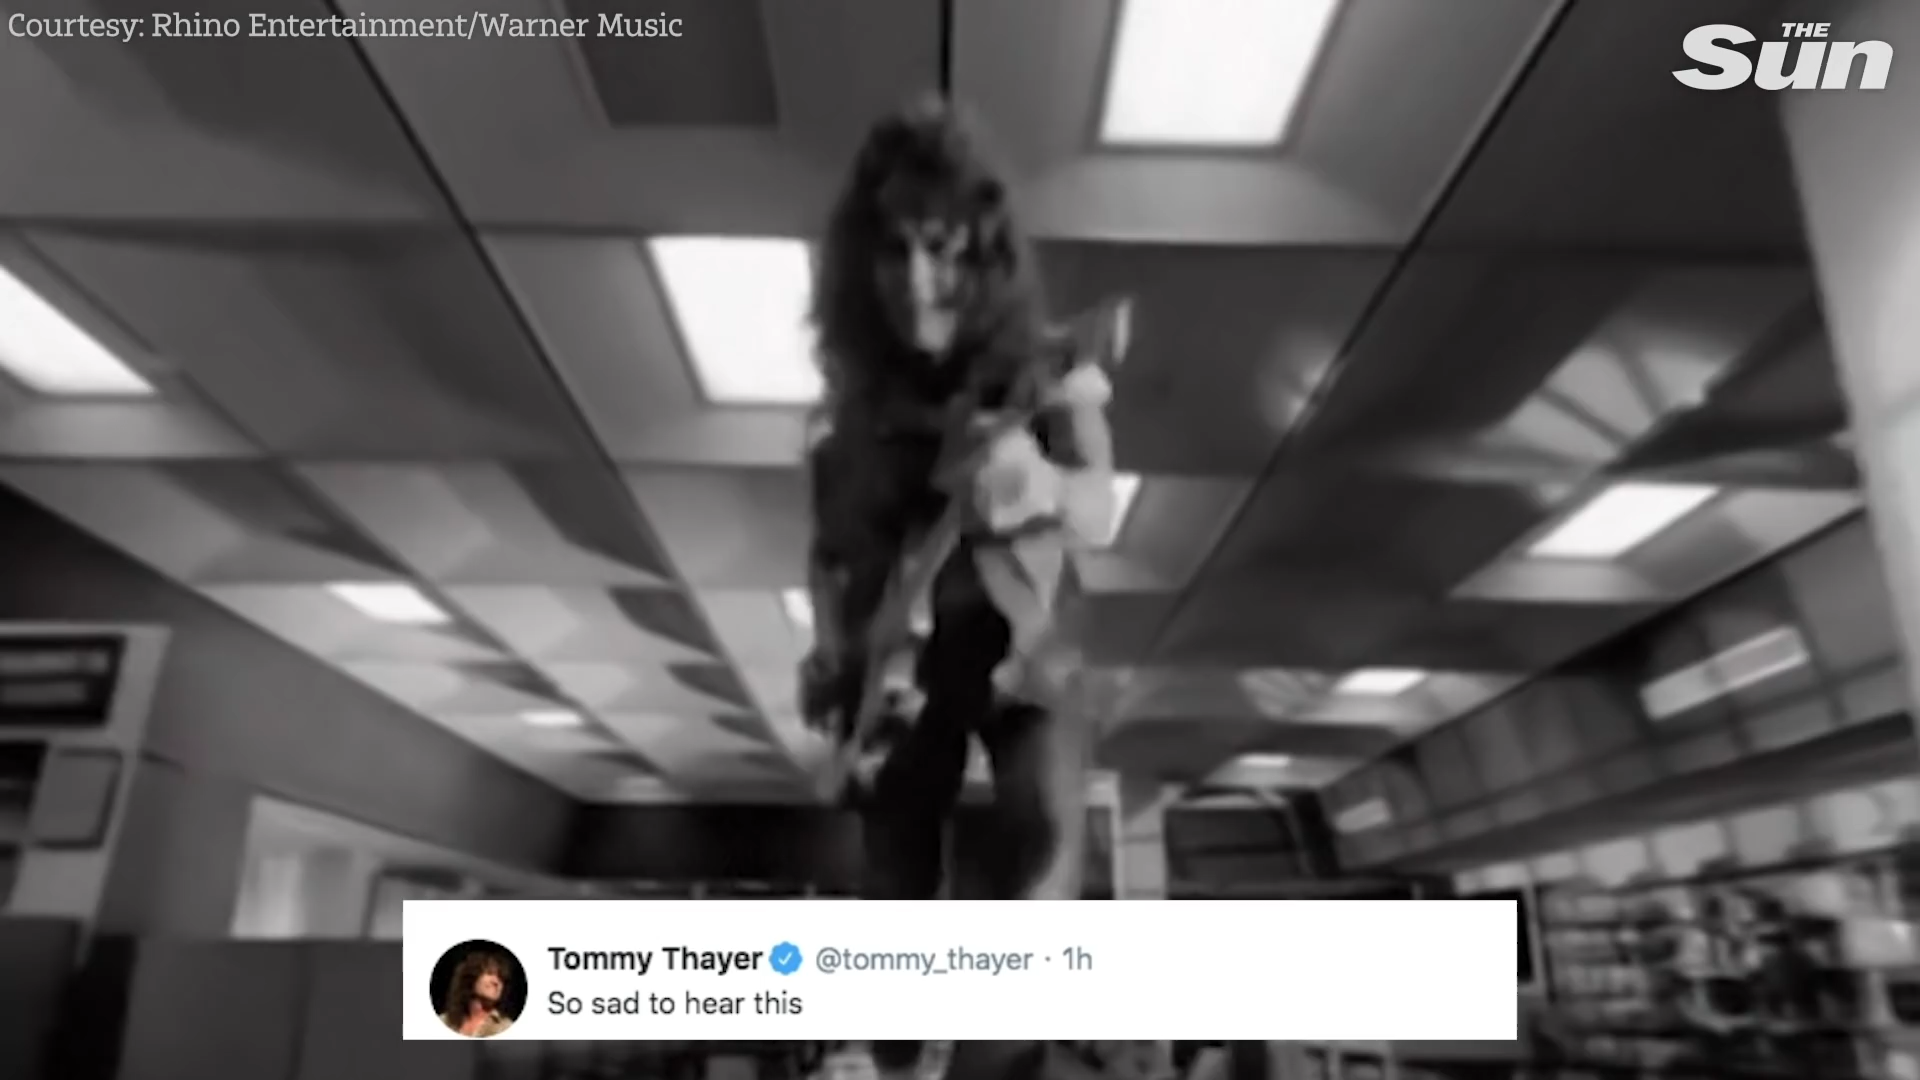 Courtesy: Rhino Entertainment/Warner Music
THE
Sun
Tommy Thayer @tommy_thayer · 1h
So sad to hear this